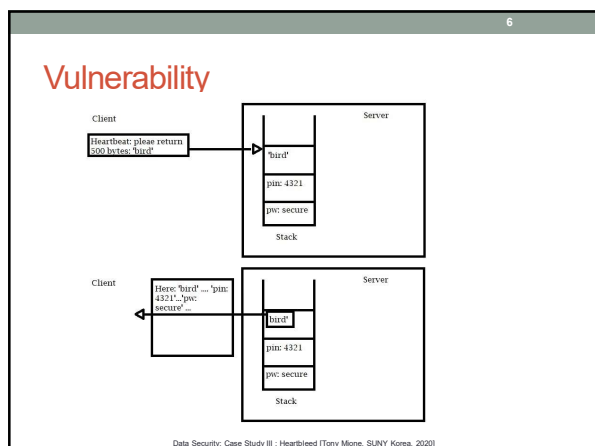 6
Vulnerability
Client
Server
Heartbeat: pleae return
500 bytes: 'bird'
'bird'
pin: 4321
pw: secure
Stack
Client
Server
Here: 'bird' .... 'pin:
4321'...'pw:
secure' ...
bird'
pin: 4321
pw: secure
Stack
Data Security: Case Study III : Heartbleed [Tony Mione, SUNY Korea, 2020]